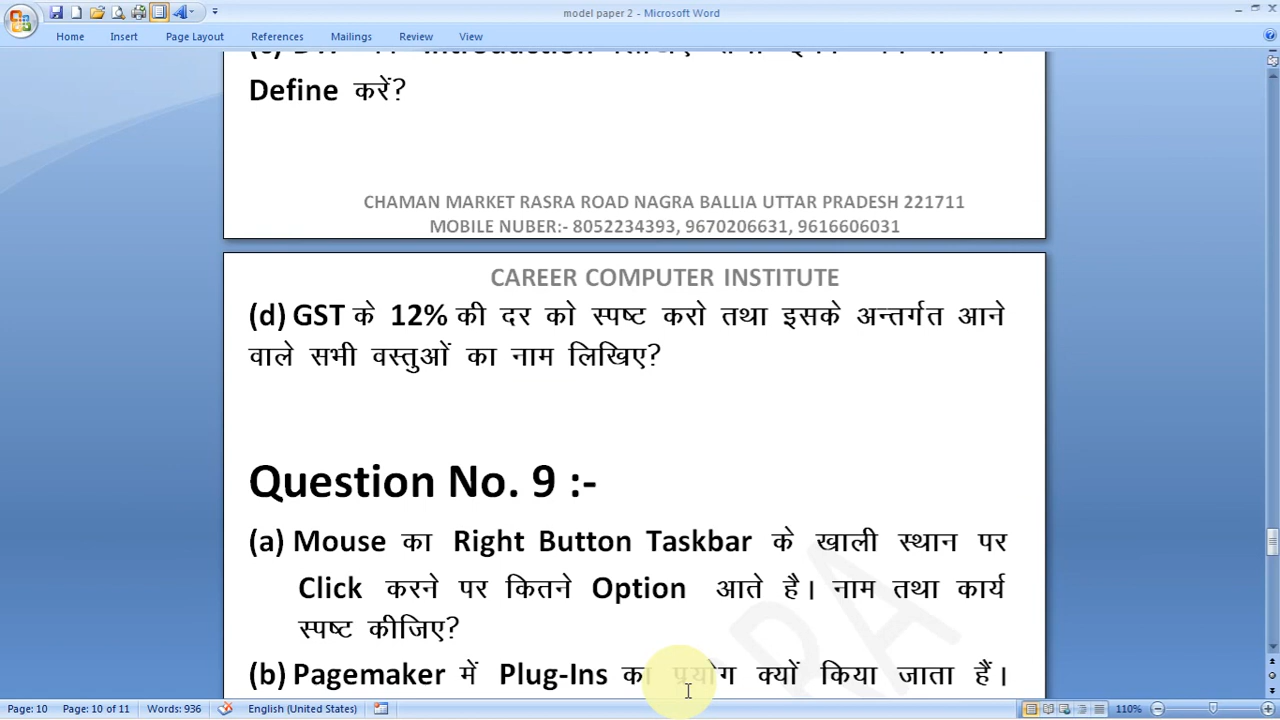 model paper 2 - Microsoft Word
Home Insert Page Layout References Mailings Review View
Introduction
Define करें?
CHAMAN MARKET RASRA ROAD NAGRA BALLIA UTTAR PRADESH 221711
MOBILE NUBER:- 8052234393, 9670206631, 9616606031
CAREER COMPUTER INSTITUTE
(d) GST के 12% की दर को स्पष्ट करो तथा इसके अन्तर्गत आने
वाले सभी वस्तुओं का नाम लिखिए?
Question No. 9 :-
(a) Mouse का Right Button Taskbar के खाली स्थान पर
Click करने पर कितने Option आते है। नाम तथा कार्य
स्पष्ट कीजिए?
(b) Pagemaker में Plug-Ins का प्रयोग क्यों किया जाता हैं।
Page: 10 Page: 10 of 11 Words: 936 English (United States) 110%